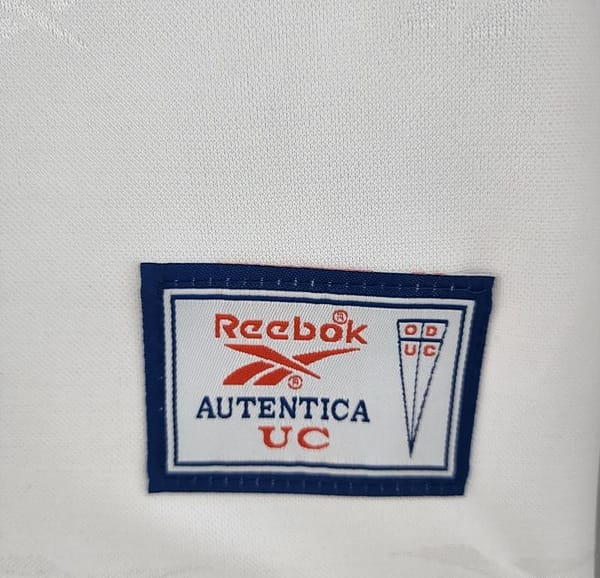 Reebok®
®
AUTENTICA
UC
O D
U C